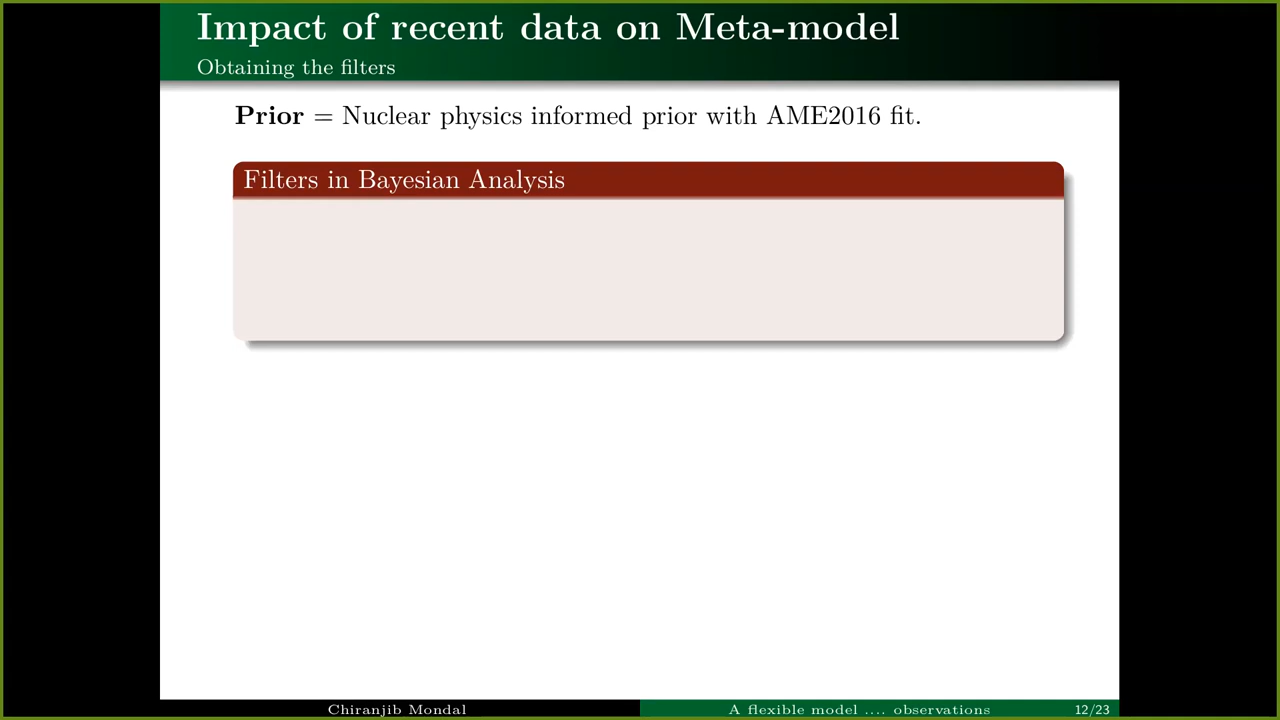 Impact of recent data on Meta-model
Obtaining the filters
Prior = Nuclear physics informed prior with AME2016 fit.
Filters in Bayesian Analysis
Chiranjib Mondal
A flexible model .... observations
12/23